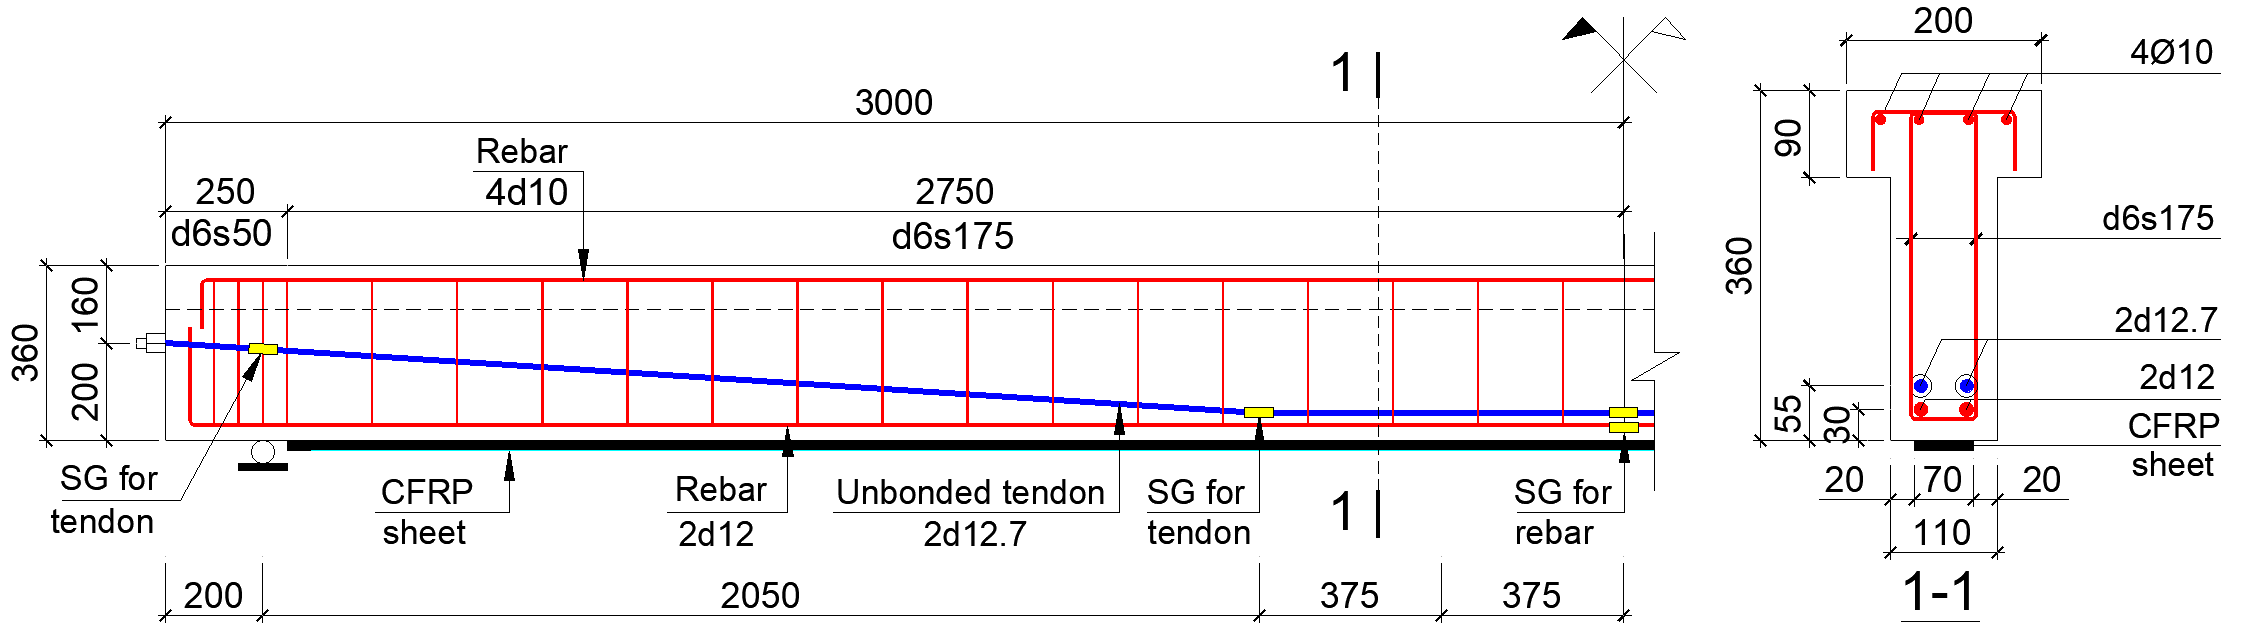 200
4Ø10
1
3000
90
Rebar
4d10
250
2750
d6s50
d6s175
d6s175
360
160
360
200
2d12.7
2d12
55
30
CFRP
sheet
SG for
tendon
CFRP
sheet
Rebar
2d12
Unbonded tendon
2d12.7
SG for
tendon
1
SG for
rebar
20
70
20
110
200
2050
375
375
1-1